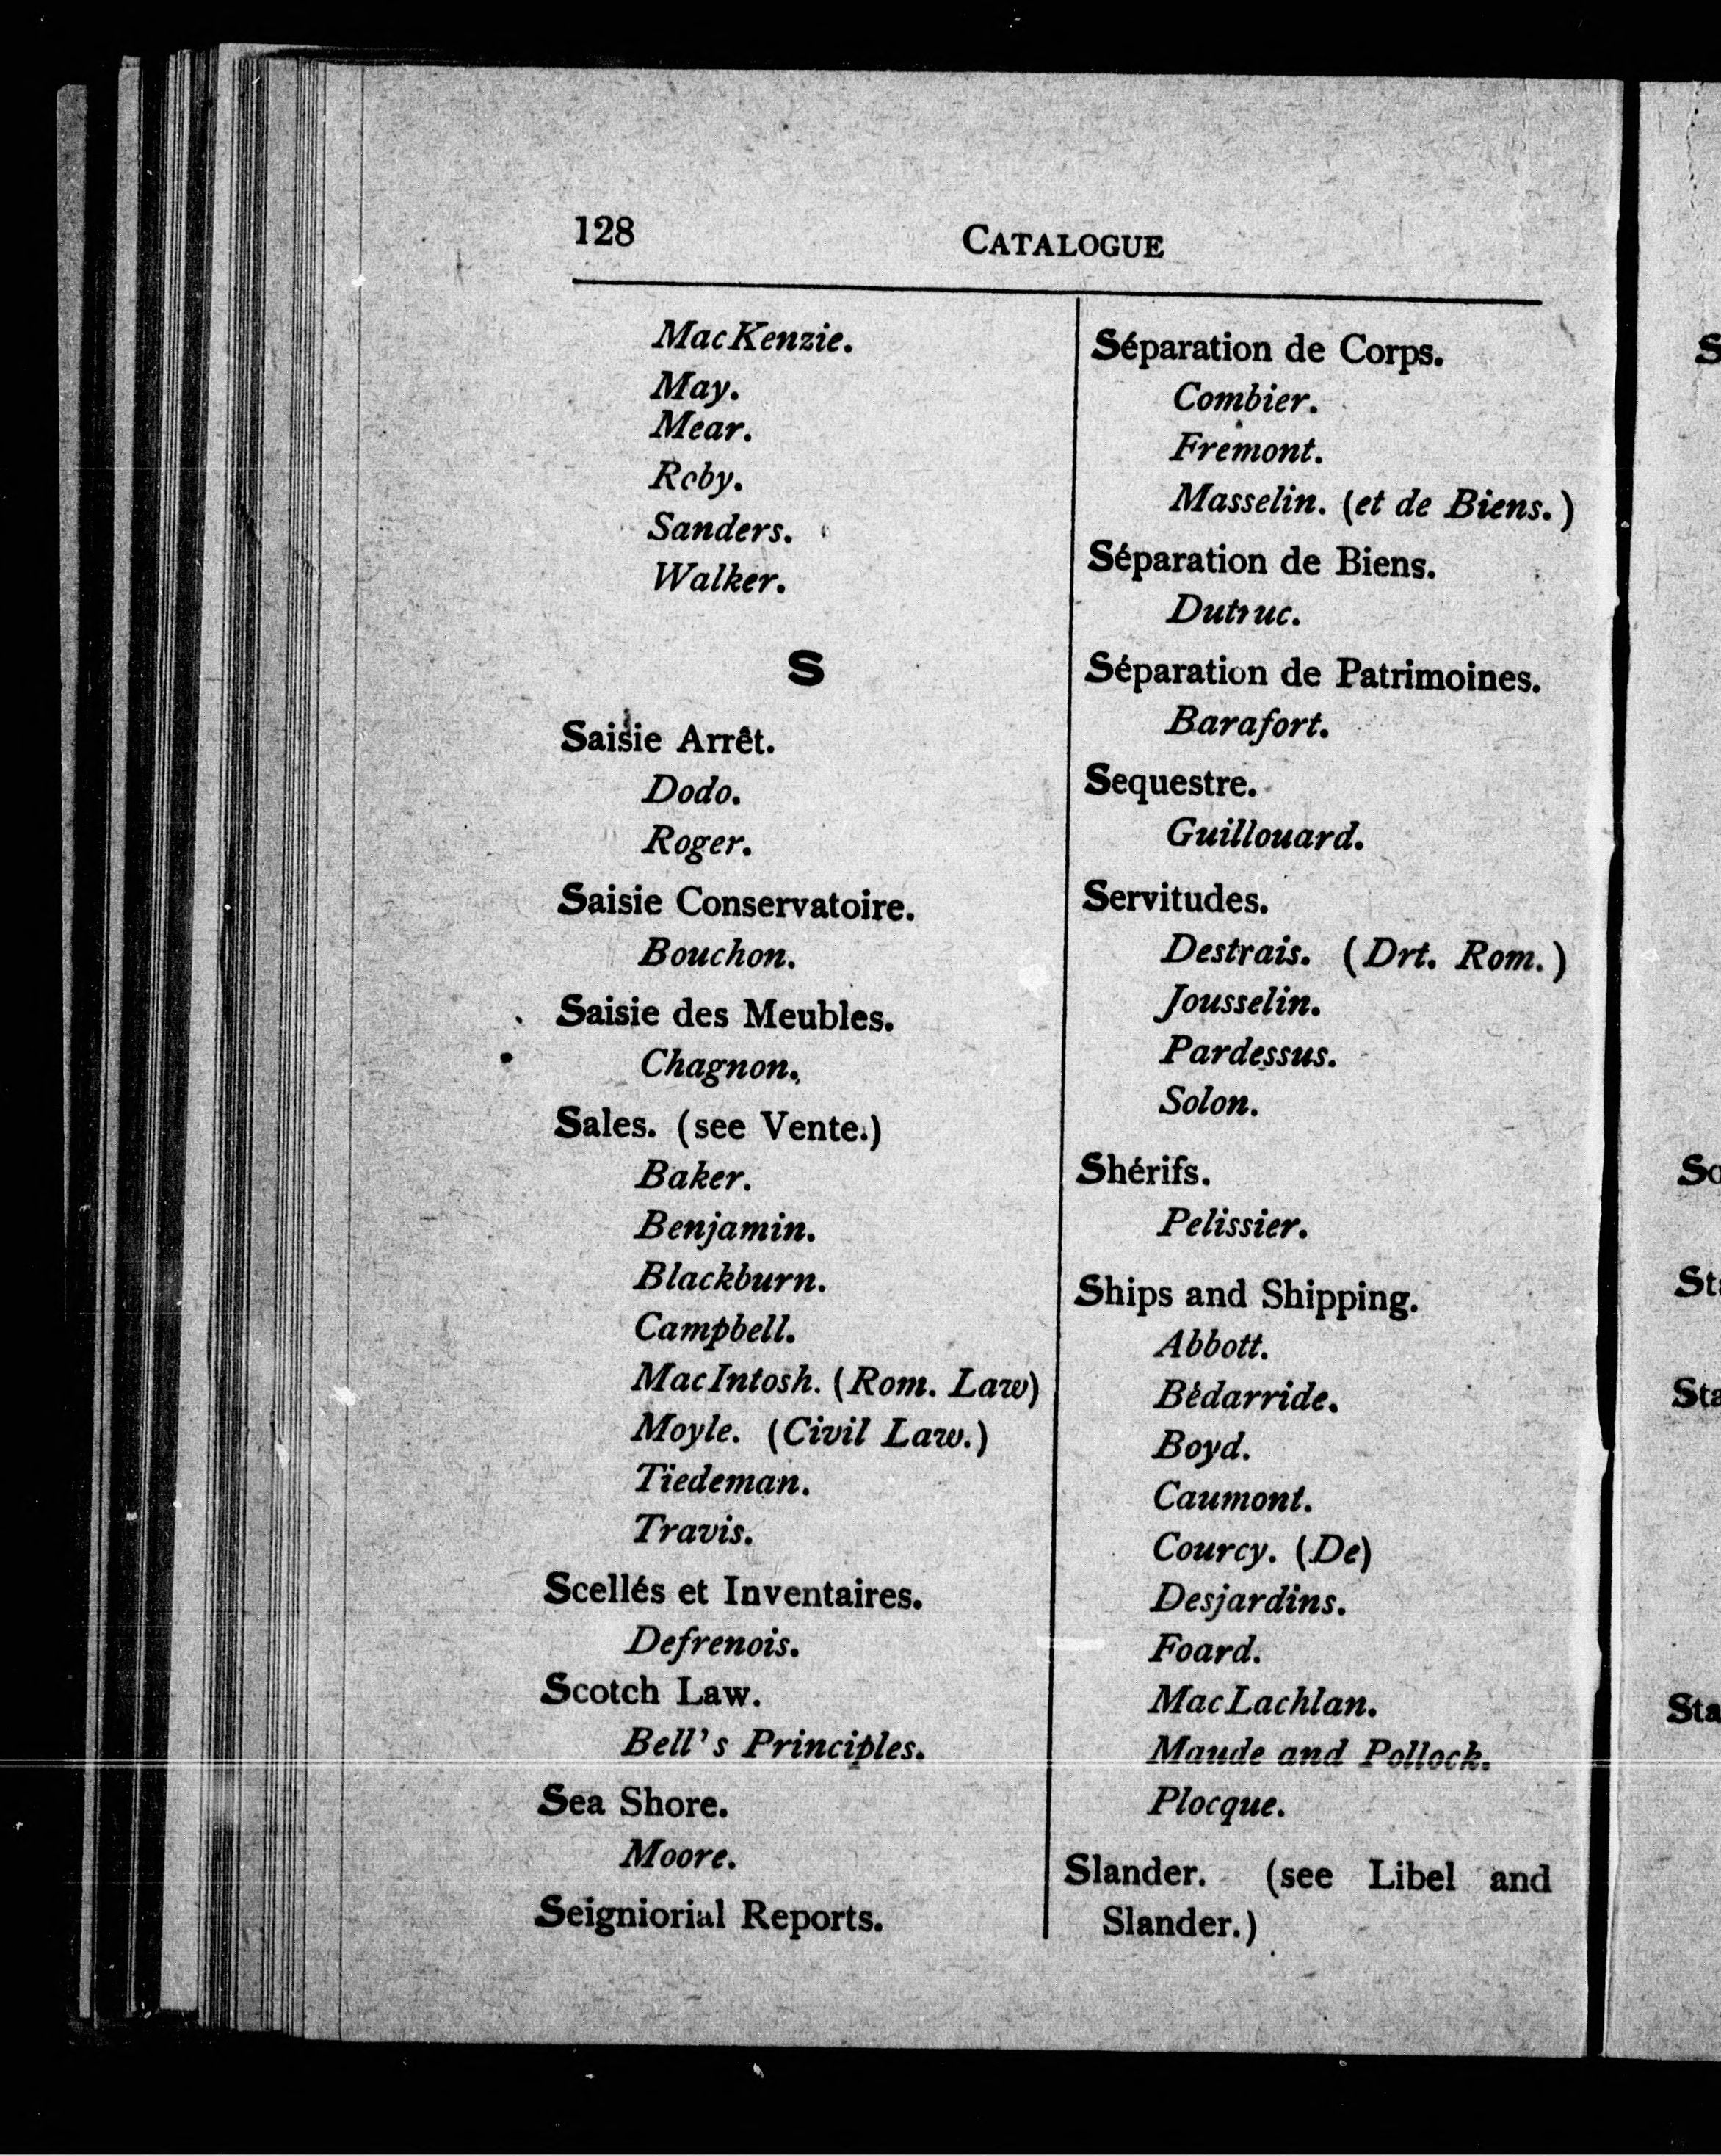 128
CATALOGUE
MacKenzie.
May.
Mear.
Roby.
Sanders.
Walker.
S
Saisie Arrêt.
Dodo.
Roger.
Saisie Conservatoire.
Bouchon.
Saisie des Meubles.
Chagnon.
Sales. (see Vente.)
Baker.
Benjamin.
Blackburn.
Campbell.
MacIntosh. (Rom. Law)
Moyle. (Civil Law.)
Tiedeman.
Travis.
Scellés et Inventaires.
Defrenois.
Scotch Law.
Bell's Principles.
Sea Shore.
Moore.
Seigniorial Reports.
Séparation de Corps.
Combier.
Fremont.
Masselin. (et de Biens.)
Séparation de Biens.
Dutruc.
Séparation de Patrimoines.
Barafort.
Sequestre.
Guillouard.
Servitudes.
Destrais. (Drt. Rom.)
Jousselin.
Pardessus.
Solon.
Shérifs.
Pelissier.
Ships and Shipping.
Abbott.
Bédarride.
Boyd.
Caumont.
Courcy. (De)
Desjardins.
Foard.
MacLachlan.
Maude and Pollock.
Plocque.
Slander. (see Libel and
Slander.)
S
So
Sta
Sta
Sta